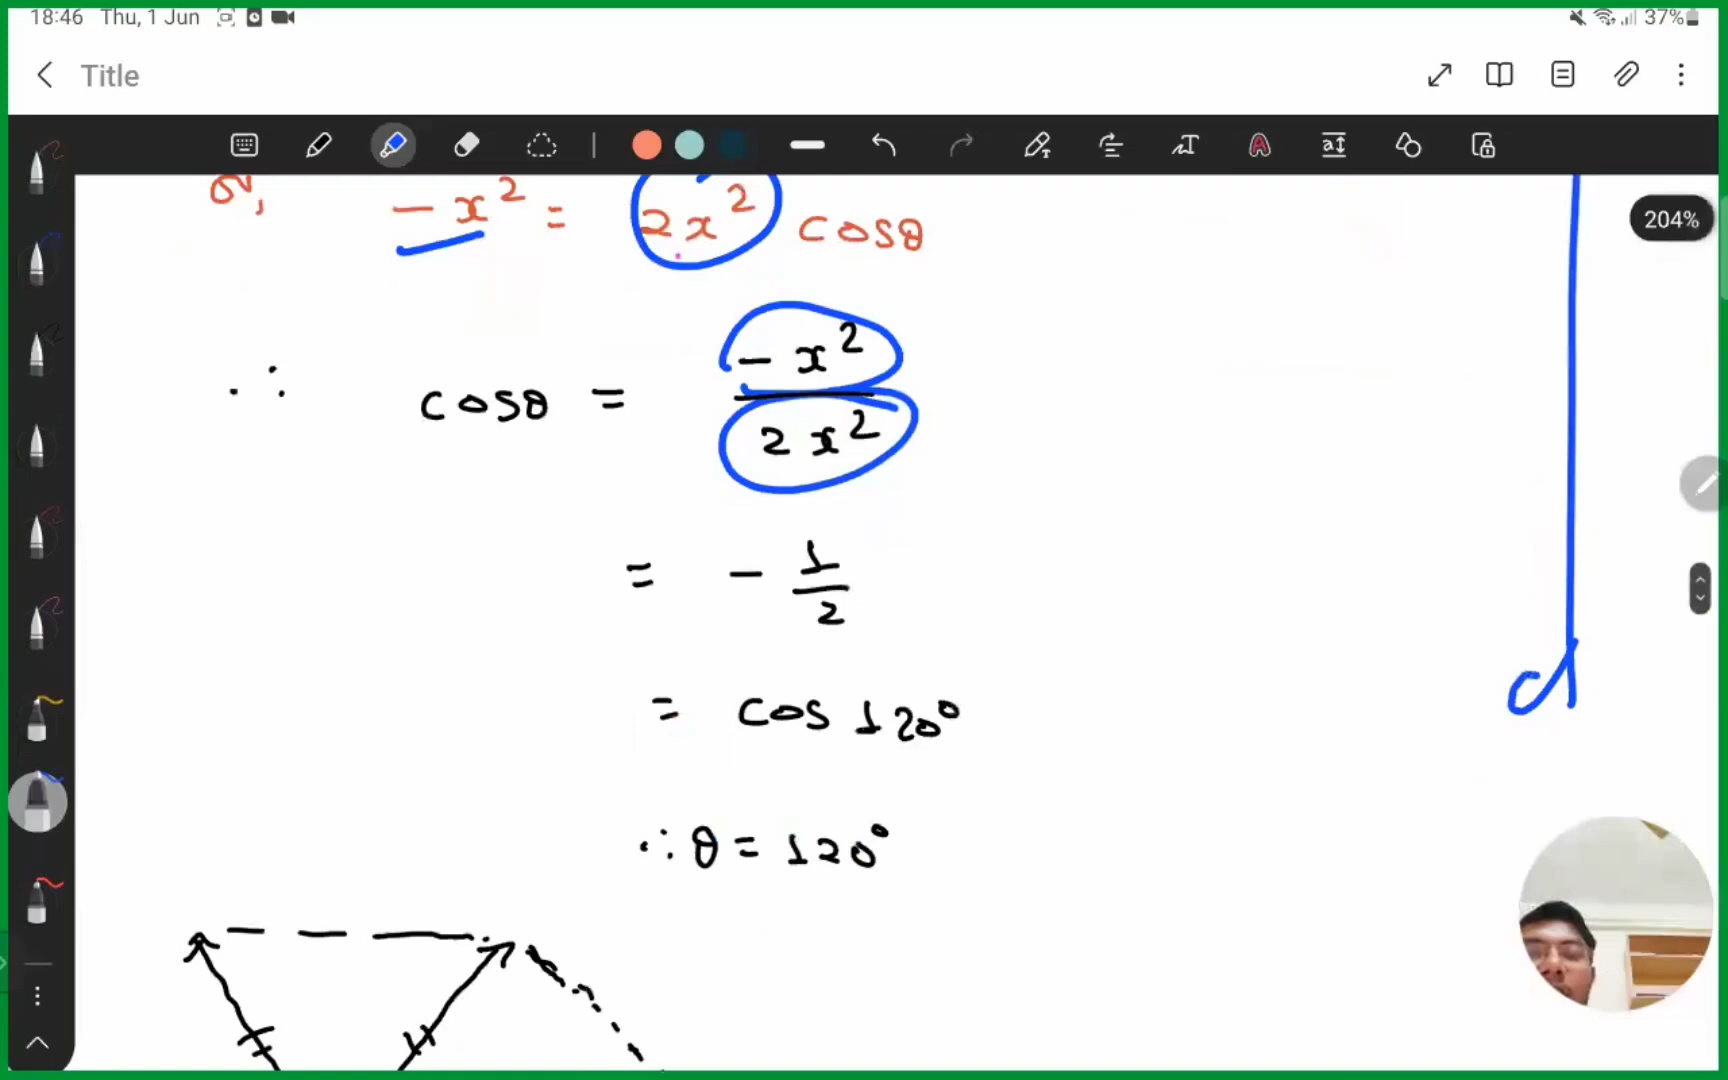 18:46 Thu, 1 Jun 37%
Title
204%
or, - x² = 2x² cosθ
∴ cosθ = - x² / 2x²
= - 1/2
= cos 120°
∴ θ = 120°
d